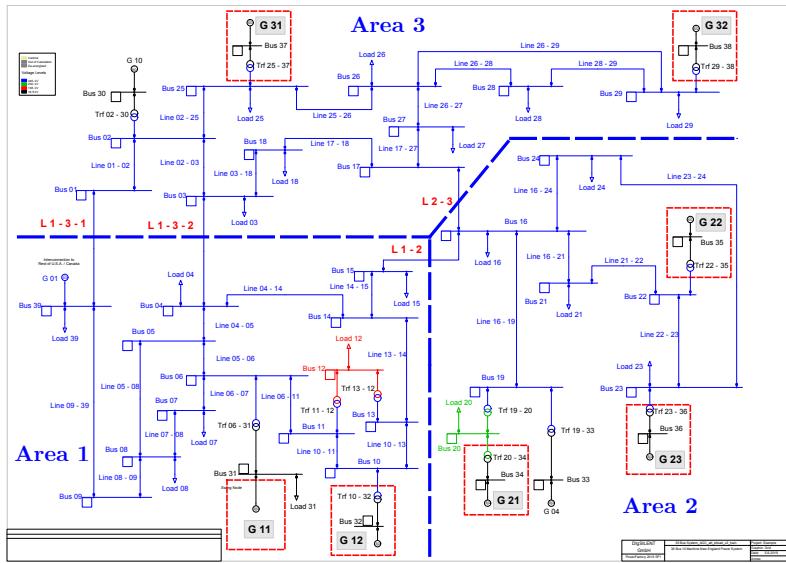 Area 3
G 31
G 32
G 10
Bus 37
Trf 25 - 37
Load 26
Line 26 - 29
Bus 38
Trf 29 - 38
Voltage Levels
Bus 30
Trf 02 - 30
Bus 25
Bus 26
Line 26 - 28
Bus 28
Line 28 - 29
Bus 29
Load 25
Line 25 - 26
Line 26 - 27
Load 28
Load 29
Line 02 - 25
Bus 27
Bus 02
Line 17 - 18
Line 17 - 27
Load 27
Line 01 - 02
Line 02 - 03
Bus 18
Line 03 - 18
Load 18
Bus 17
Bus 24
Load 24
Line 23 - 24
Bus 01
Bus 03
Load 03
Line 16 - 24
L 1 - 3 - 1
L 1 - 3 - 2
L 2 - 3
L 1 - 2
Bus 16
Load 16
G 22
Bus 35
Trf 22 - 35
Interconnection to
Rest of U.S.A. / Canada
G 01
Load 04
Bus 15
Line 14 - 15
Load 15
Line 16 - 21
Line 21 - 22
Bus 21
Load 21
Bus 22
Bus 39
Load 39
Bus 04
Line 04 - 14
Bus 14
Line 04 - 05
Line 16 - 19
Line 22 - 23
Bus 05
Load 12
Line 13 - 14
Line 05 - 06
Bus 12
Load 23
Line 05 - 08
Bus 06
Line 06 - 07
Line 06 - 11
Trf 13 - 12
Trf 11 - 12
Bus 19
Bus 23
Line 09 - 39
Bus 07
Load 20
Trf 19 - 20
Trf 23 - 36
Bus 13
Trf 06 - 31
Bus 11
Line 07 - 08
Load 07
Line 10 - 11
Line 10 - 13
Bus 20
Trf 19 - 33
Bus 36
Area 1
Bus 08
Trf 20 - 34
G 23
Line 08 - 09
Load 08
Bus 31
Bus 10
Bus 34
Bus 33
Swing Node
Bus 09
Load 31
Trf 10 - 32
G 21
G 04
Area 2
G 11
Bus 32
G 12
DIgSILENT
GmbH